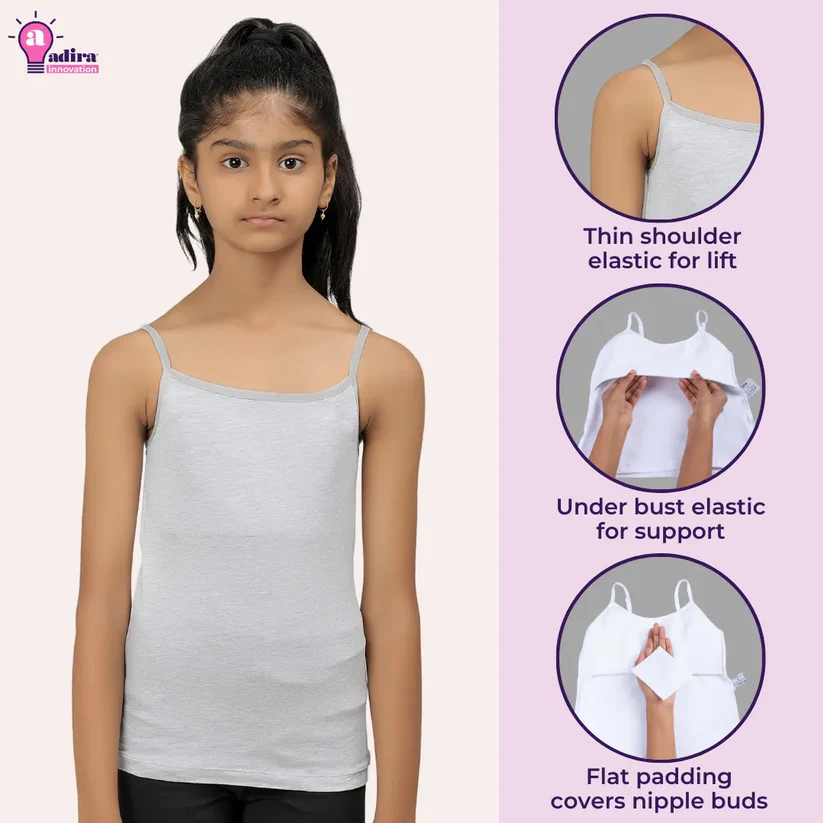 a
adira
innovation
Thin shoulder
elastic for lift
Under bust elastic
for support
Flat padding
covers nipple buds